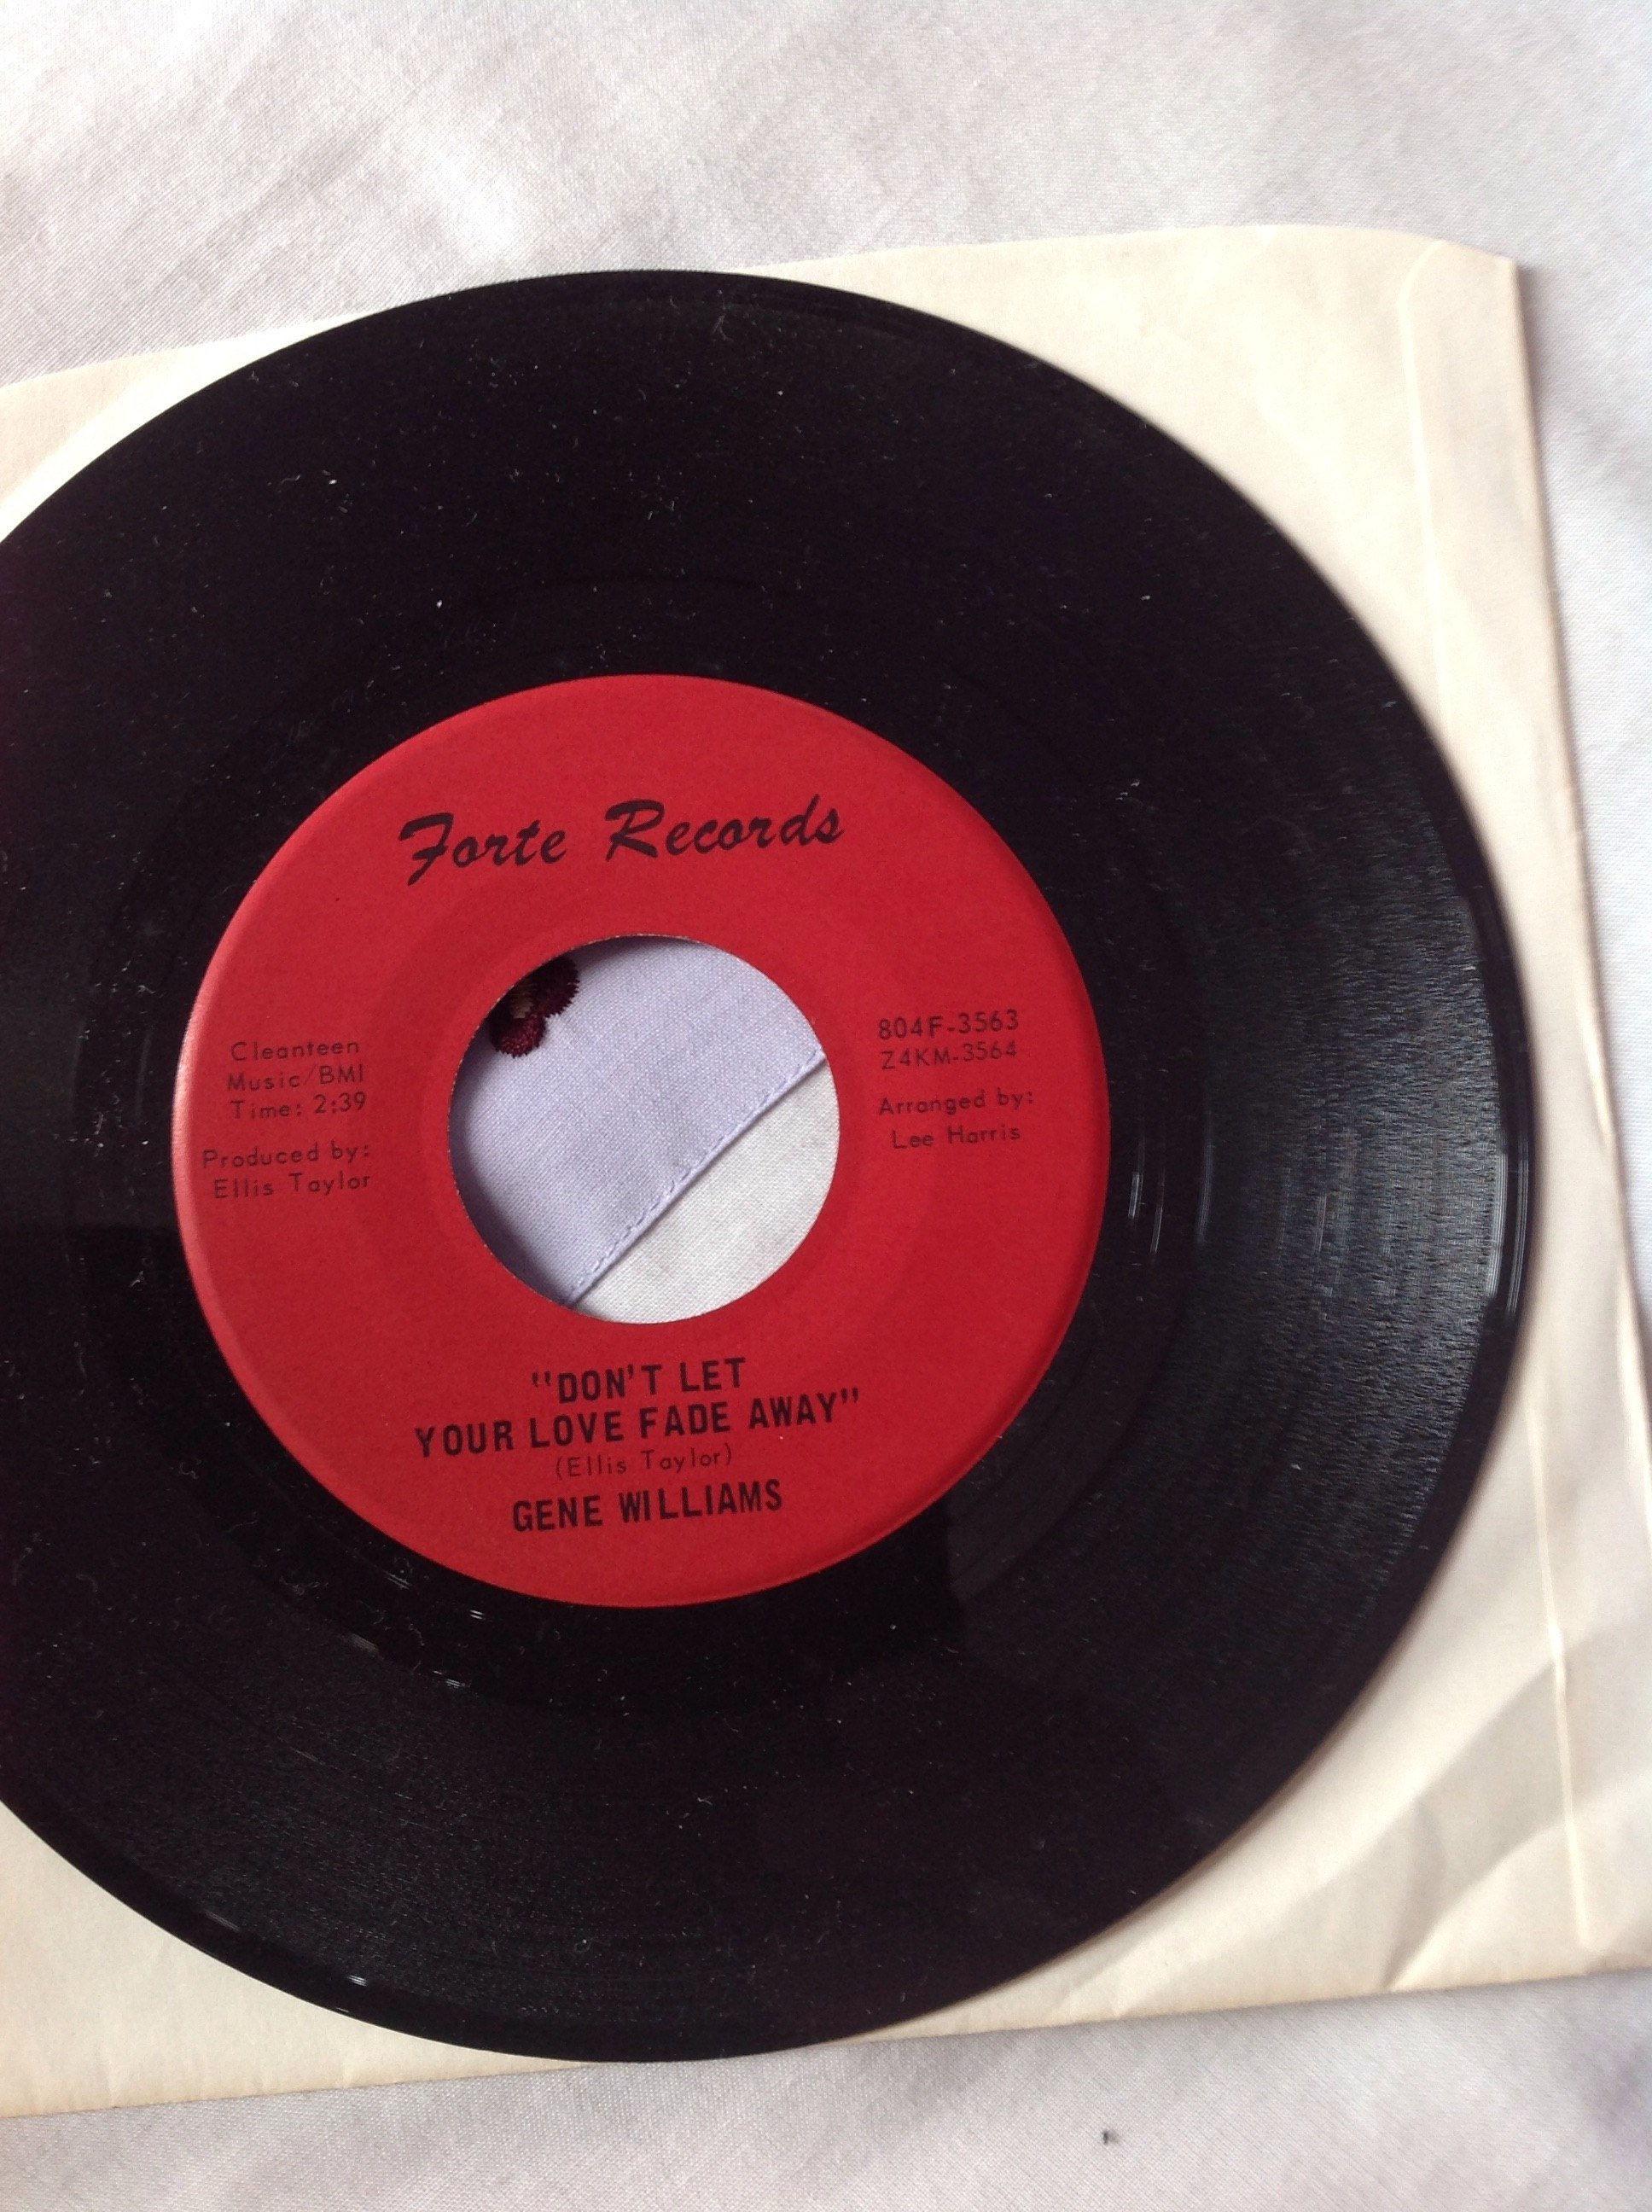 Forte Records
Cleanteen
Music/BMI
Time: 2:39
Produced by:
Ellis Taylor
804F-3563
Z4KM-3564
Arranged by:
Lee Harris
"DON'T LET
YOUR LOVE FADE AWAY"
(Ellis Taylor)
GENE WILLIAMS